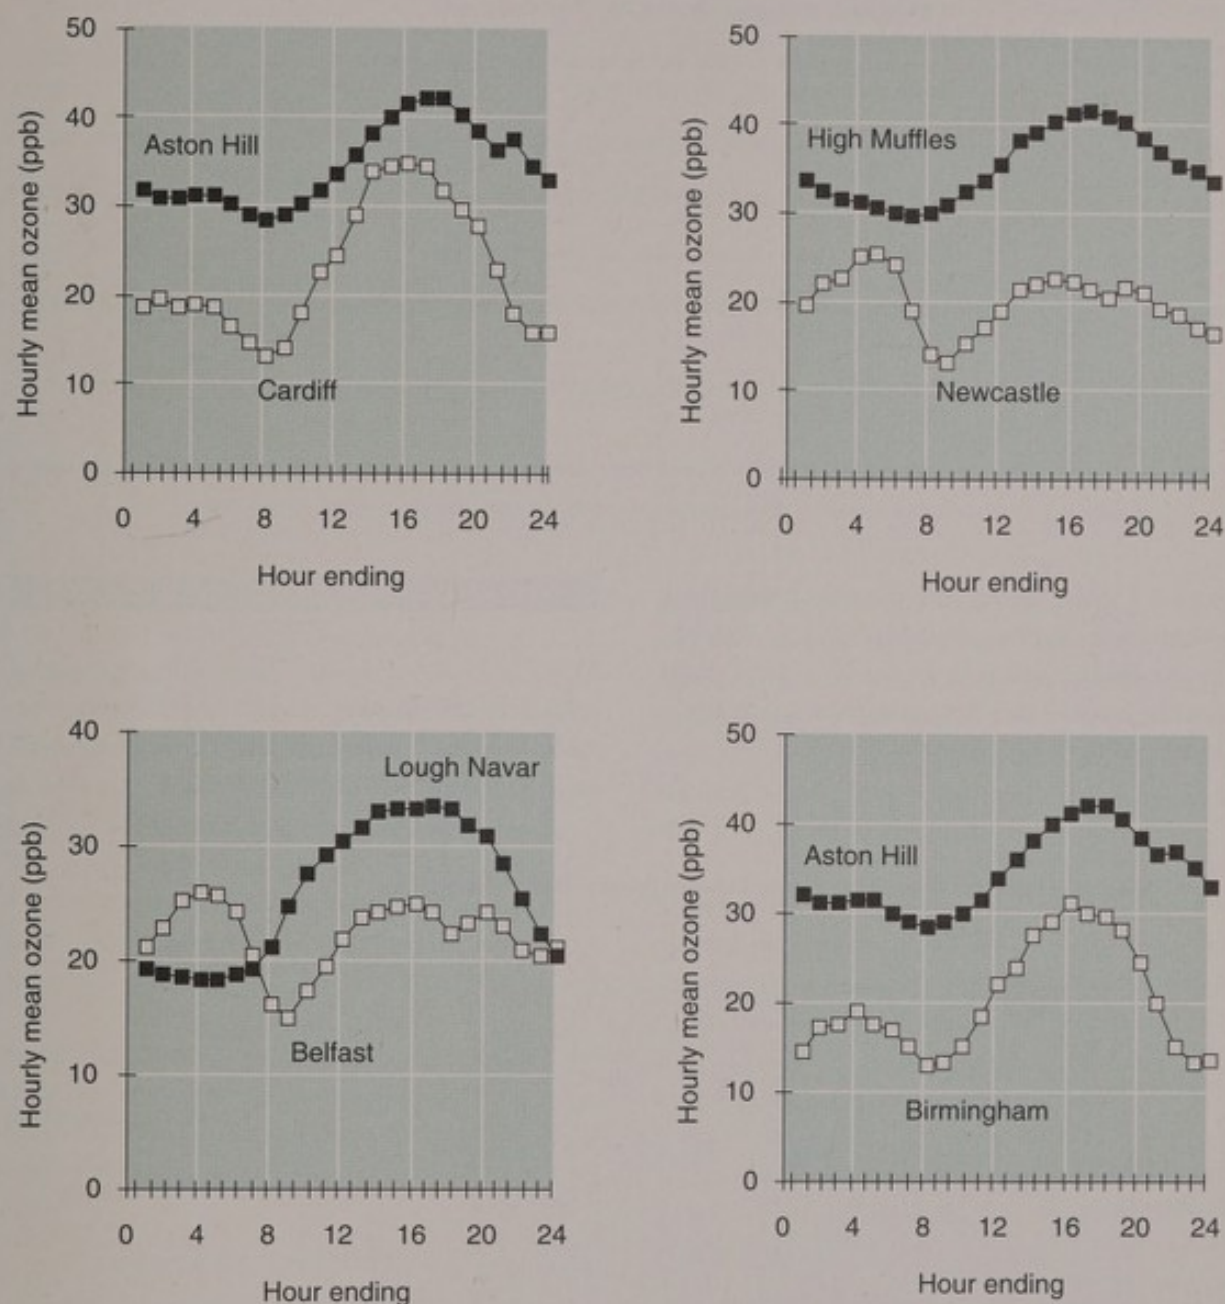 50
40
30
20
10
0
Hourly mean ozone (ppb)
Aston Hill
Cardiff
0 4 8 12 16 20 24
Hour ending
50
40
30
20
10
0
Hourly mean ozone (ppb)
High Muffles
Newcastle
0 4 8 12 16 20 24
Hour ending
40
30
20
10
0
Hourly mean ozone (ppb)
Lough Navar
Belfast
0 4 8 12 16 20 24
Hour ending
50
40
30
20
10
0
Hourly mean ozone (ppb)
Aston Hill
Birmingham
0 4 8 12 16 20 24
Hour ending